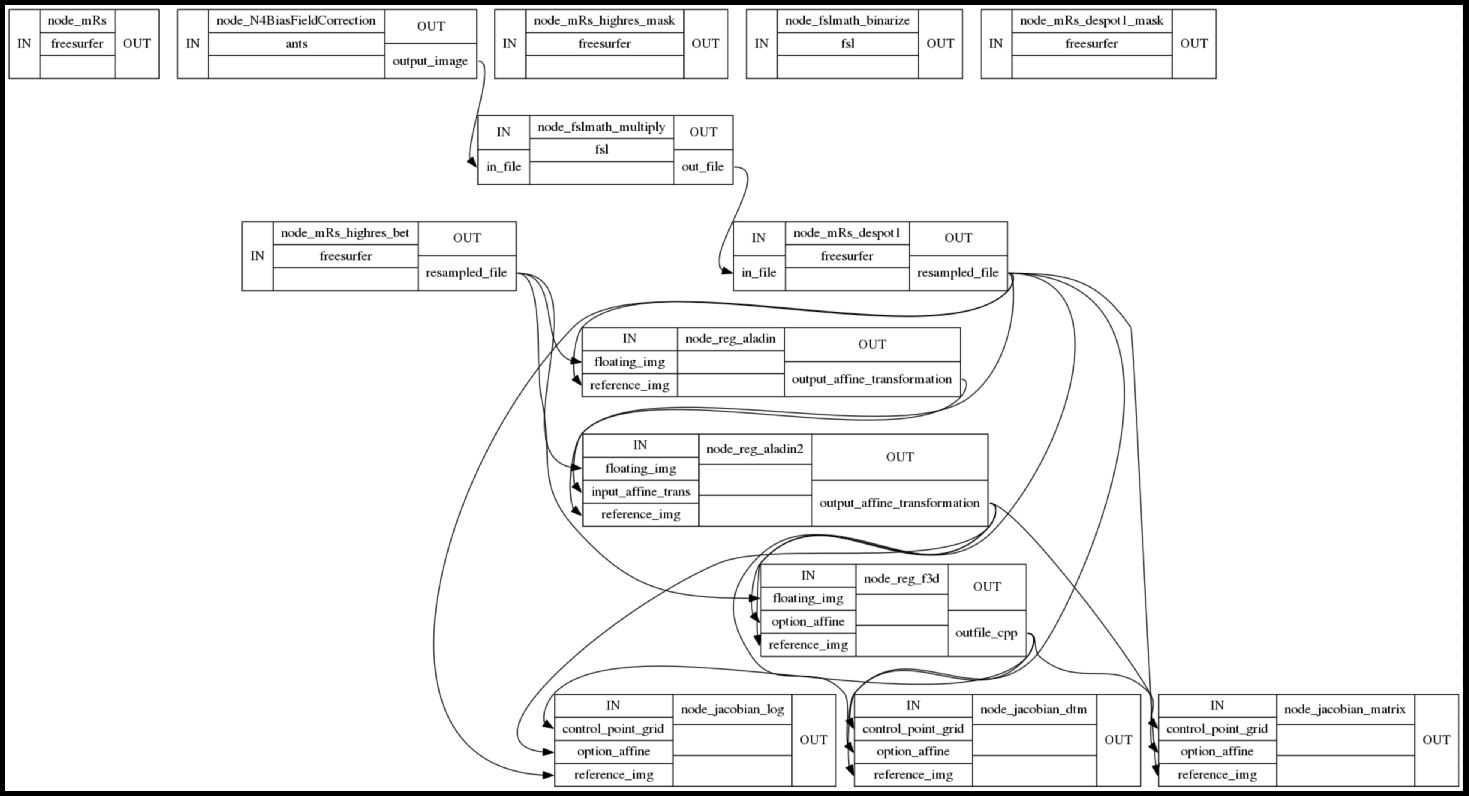 IN node_mRs freesurfer OUT
IN node_N4BiasFieldCorrection ants OUT output_image
IN node_mRs_highres_mask freesurfer OUT
IN node_fslmath_binarize fsl OUT
IN node_mRs_despot1_mask freesurfer OUT
IN in_file node_fslmath_multiply fsl OUT out_file
IN node_mRs_highres_bet freesurfer OUT resampled_file
IN in_file node_mRs_despot1 freesurfer OUT resampled_file
IN floating_img reference_img node_reg_aladin OUT output_affine_transformation
IN floating_img input_affine_trans reference_img node_reg_aladin2 OUT output_affine_transformation
IN floating_img option_affine reference_img node_reg_f3d OUT outfile_cpp
IN control_point_grid option_affine reference_img node_jacobian_log OUT
IN control_point_grid option_affine reference_img node_jacobian_dtm OUT
IN control_point_grid option_affine reference_img node_jacobian_matrix OUT